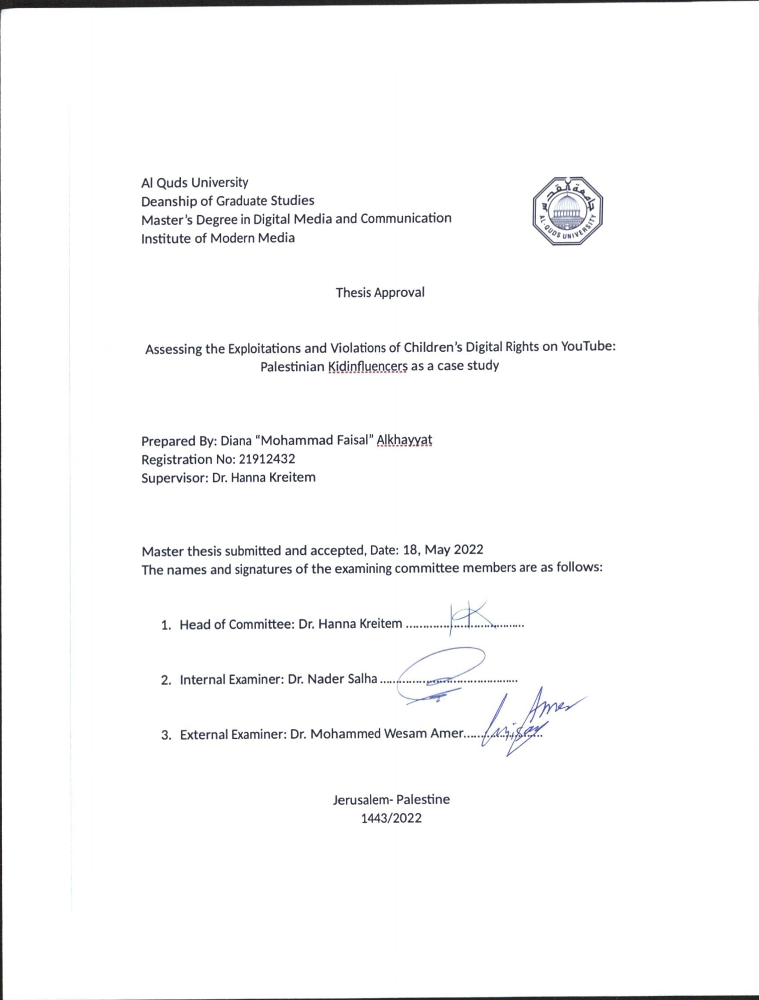 Al Quds University
Deanship of Graduate Studies
Master's Degree in Digital Media and Communication
Institute of Modern Media
جامعة القدس
AL-QUDS UNIVERSITY
Thesis Approval
Assessing the Exploitations and Violations of Children's Digital Rights on YouTube:
Palestinian Kidinfluencers as a case study
Prepared By: Diana “Mohammad Faisal” Alkhayyat
Registration No: 21912432
Supervisor: Dr. Hanna Kreitem
Master thesis submitted and accepted, Date: 18, May 2022
The names and signatures of the examining committee members are as follows:
1. Head of Committee: Dr. Hanna Kreitem ................................... HK
2. Internal Examiner: Dr. Nader Salha .........................................
3. External Examiner: Dr. Mohammed Wesam Amer........................ Amer
Jerusalem- Palestine
1443/2022